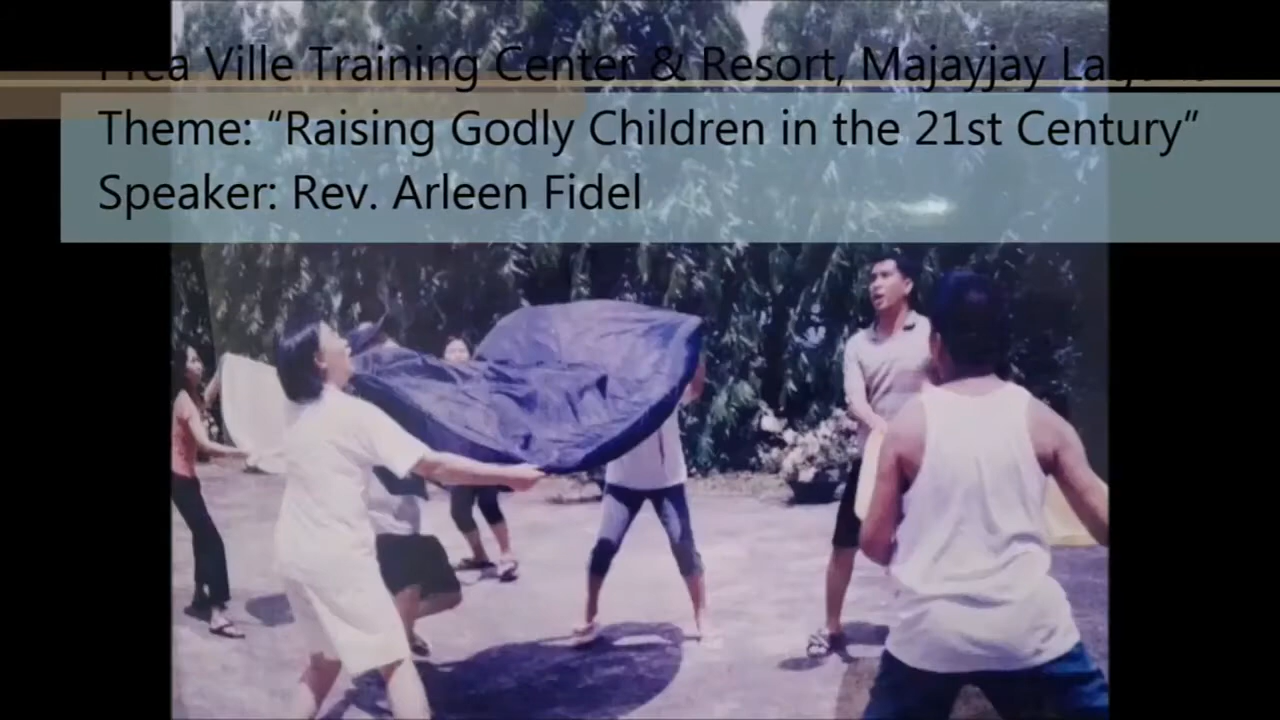 Ville Training Center & Resort, Majayjay
Theme: “Raising Godly Children in the 21st Century”
Speaker: Rev. Arleen Fidel